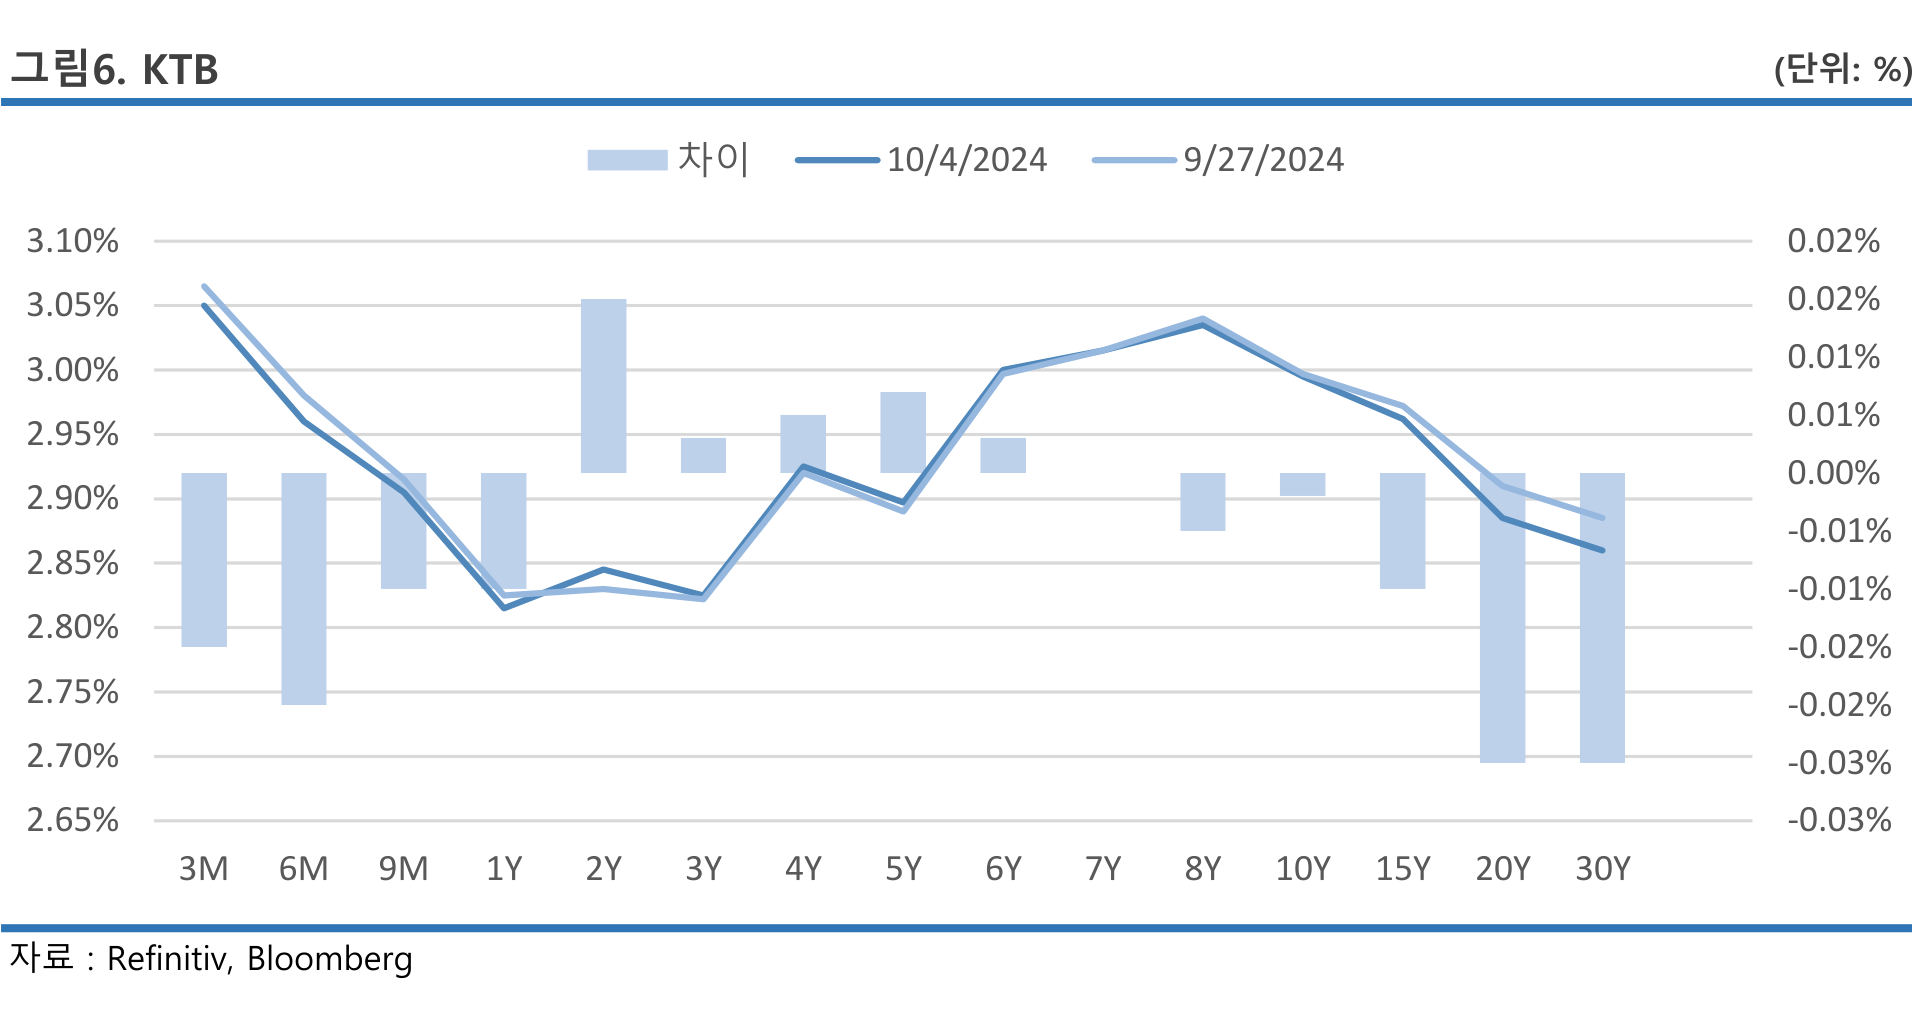 그림6. KTB (단위: %)
차이 10/4/2024 9/27/2024
3.10% 0.02%
3.05% 0.02%
3.00% 0.01%
2.95% 0.01%
2.90% 0.00%
2.85% -0.01%
2.80% -0.01%
2.75% -0.02%
2.70% -0.02%
2.65% -0.03%
-0.03%
3M 6M 9M 1Y 2Y 3Y 4Y 5Y 6Y 7Y 8Y 10Y 15Y 20Y 30Y
자료 : Refinitiv, Bloomberg